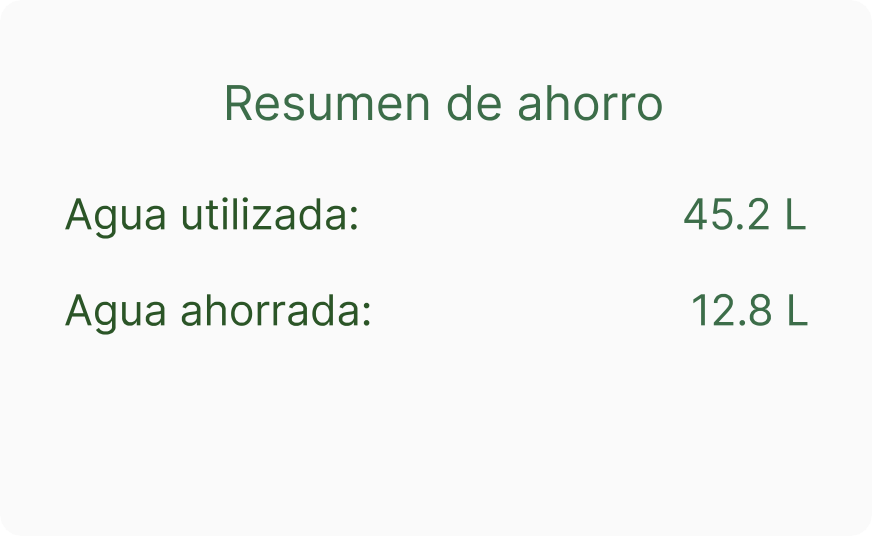 Resumen de ahorro
Agua utilizada: 45.2 L
Agua ahorrada: 12.8 L